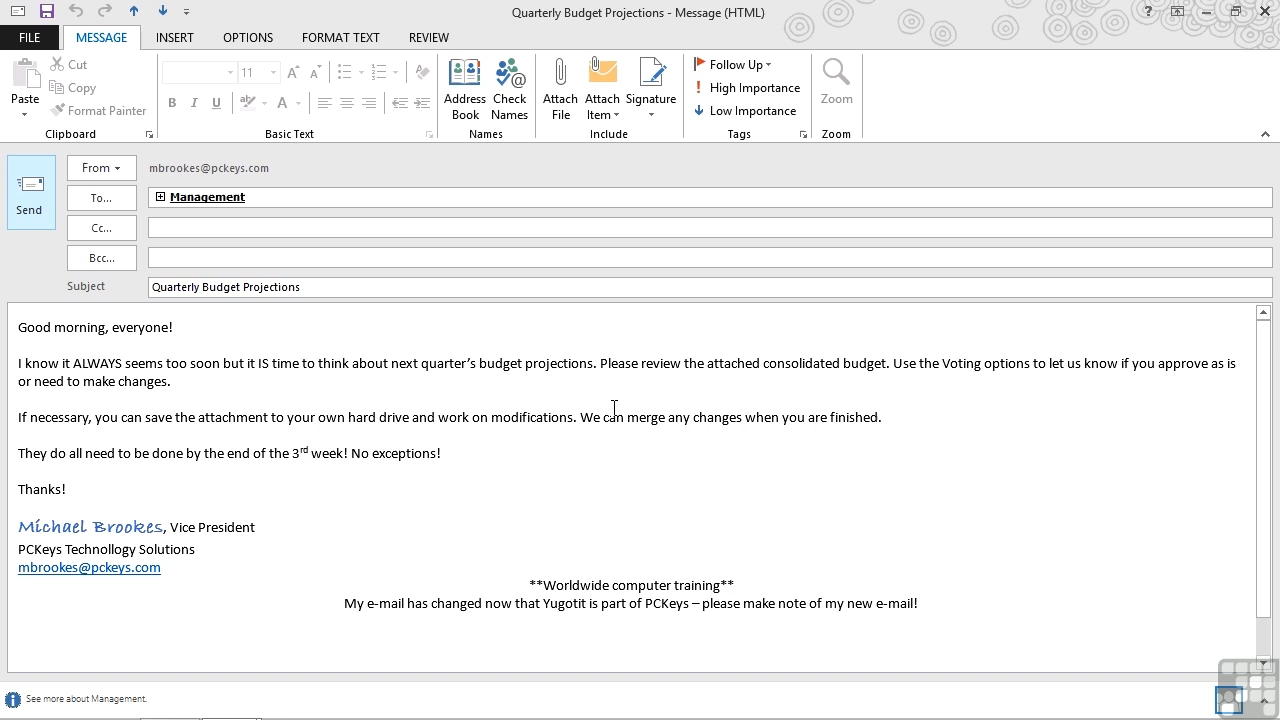 Quarterly Budget Projections - Message (HTML)
?
FILE MESSAGE INSERT OPTIONS FORMAT TEXT REVIEW
Paste
Cut
Copy
Format Painter
Clipboard
11
A A
B I U ab A
Basic Text
Address Book
Check Names
Names
Attach File
Attach Item
Signature
Include
Follow Up
! High Importance
Low Importance
Tags
Zoom
Zoom
Send
From mbrookes@pckeys.com
To... Management
Cc...
Bcc...
Subject Quarterly Budget Projections
Good morning, everyone!
I know it ALWAYS seems too soon but it IS time to think about next quarter’s budget projections. Please review the attached consolidated budget. Use the Voting options to let us know if you approve as is
or need to make changes.
If necessary, you can save the attachment to your own hard drive and work on modifications. We can merge any changes when you are finished.
They do all need to be done by the end of the 3rd week! No exceptions!
Thanks!
Michael Brookes, Vice President
PCKeys Technollogy Solutions
mbrookes@pckeys.com
**Worldwide computer training**
My e-mail has changed now that Yugotit is part of PCKeys – please make note of my new e-mail!
See more about Management.